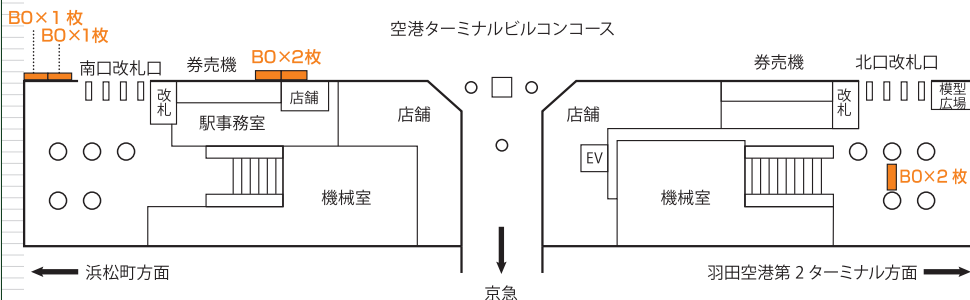 BO×1枚
BO×1枚
空港ターミナルビルコンコース
南口改札口
券売機
BO×2枚
券売機
北口改札口
改札
店舗
駅事務室
店舗
店舗
改札
模型広場
EV
機械室
機械室
BO×2枚
浜松町方面
京急
羽田空港第2ターミナル方面